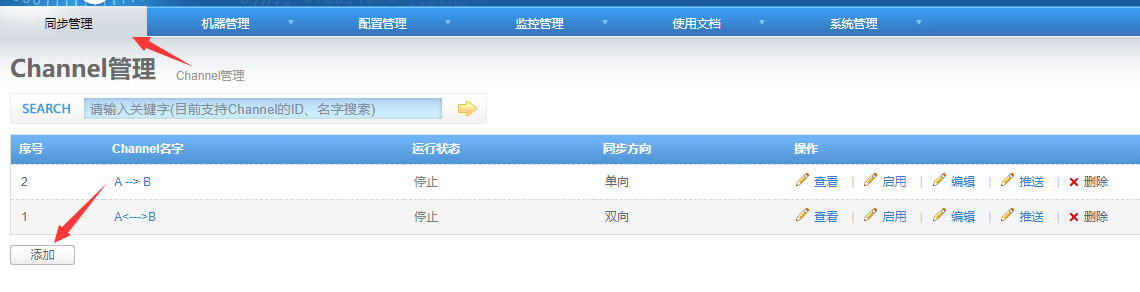 同步管理 机器管理 配置管理 监控管理 使用文档 系统管理
Channel管理 Channel管理
SEARCH 请输入关键字(目前支持Channel的ID、名字搜索)
序号 Channel名字 运行状态 同步方向 操作
2 A --> B 停止 单向 查看 | 启用 | 编辑 | 推送 | 删除
1 A<--->B 停止 双向 查看 | 启用 | 编辑 | 推送 | 删除
添加